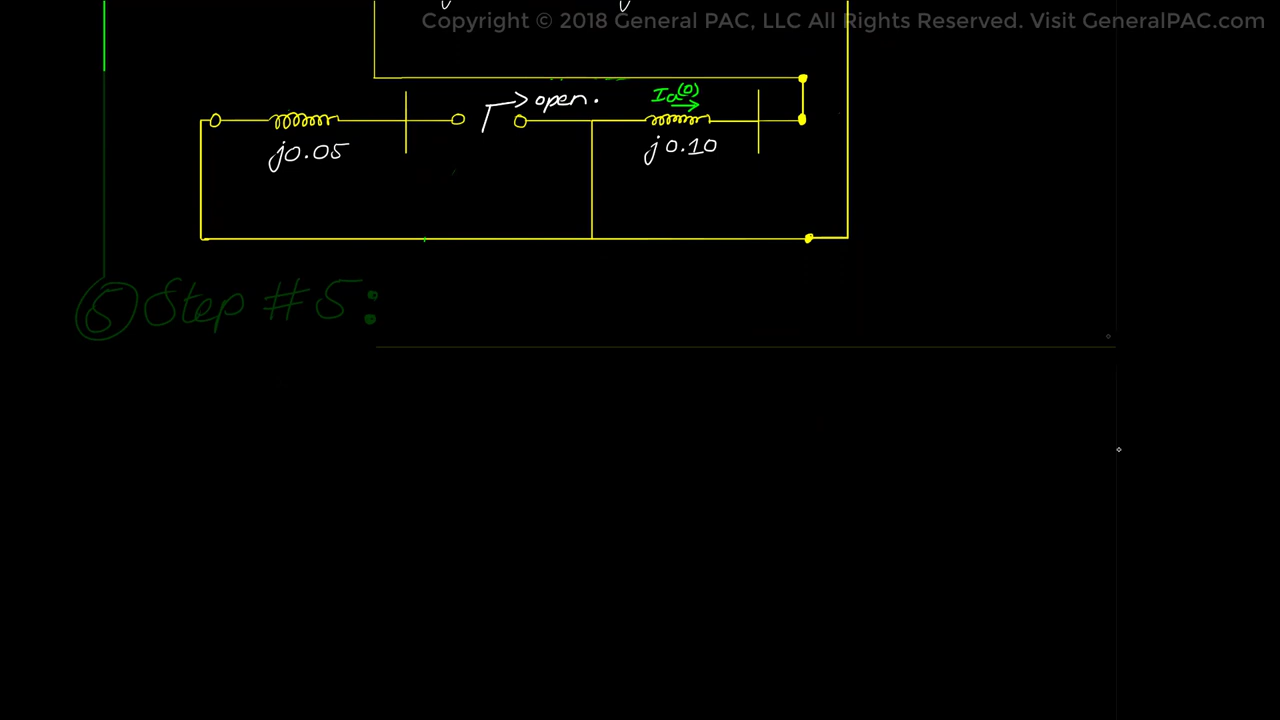 Copyright © 2018 General PAC, LLC All Rights Reserved. Visit GeneralPAC.com
Ia(0)
open.
j0.05
j0.10
5 Step #5: